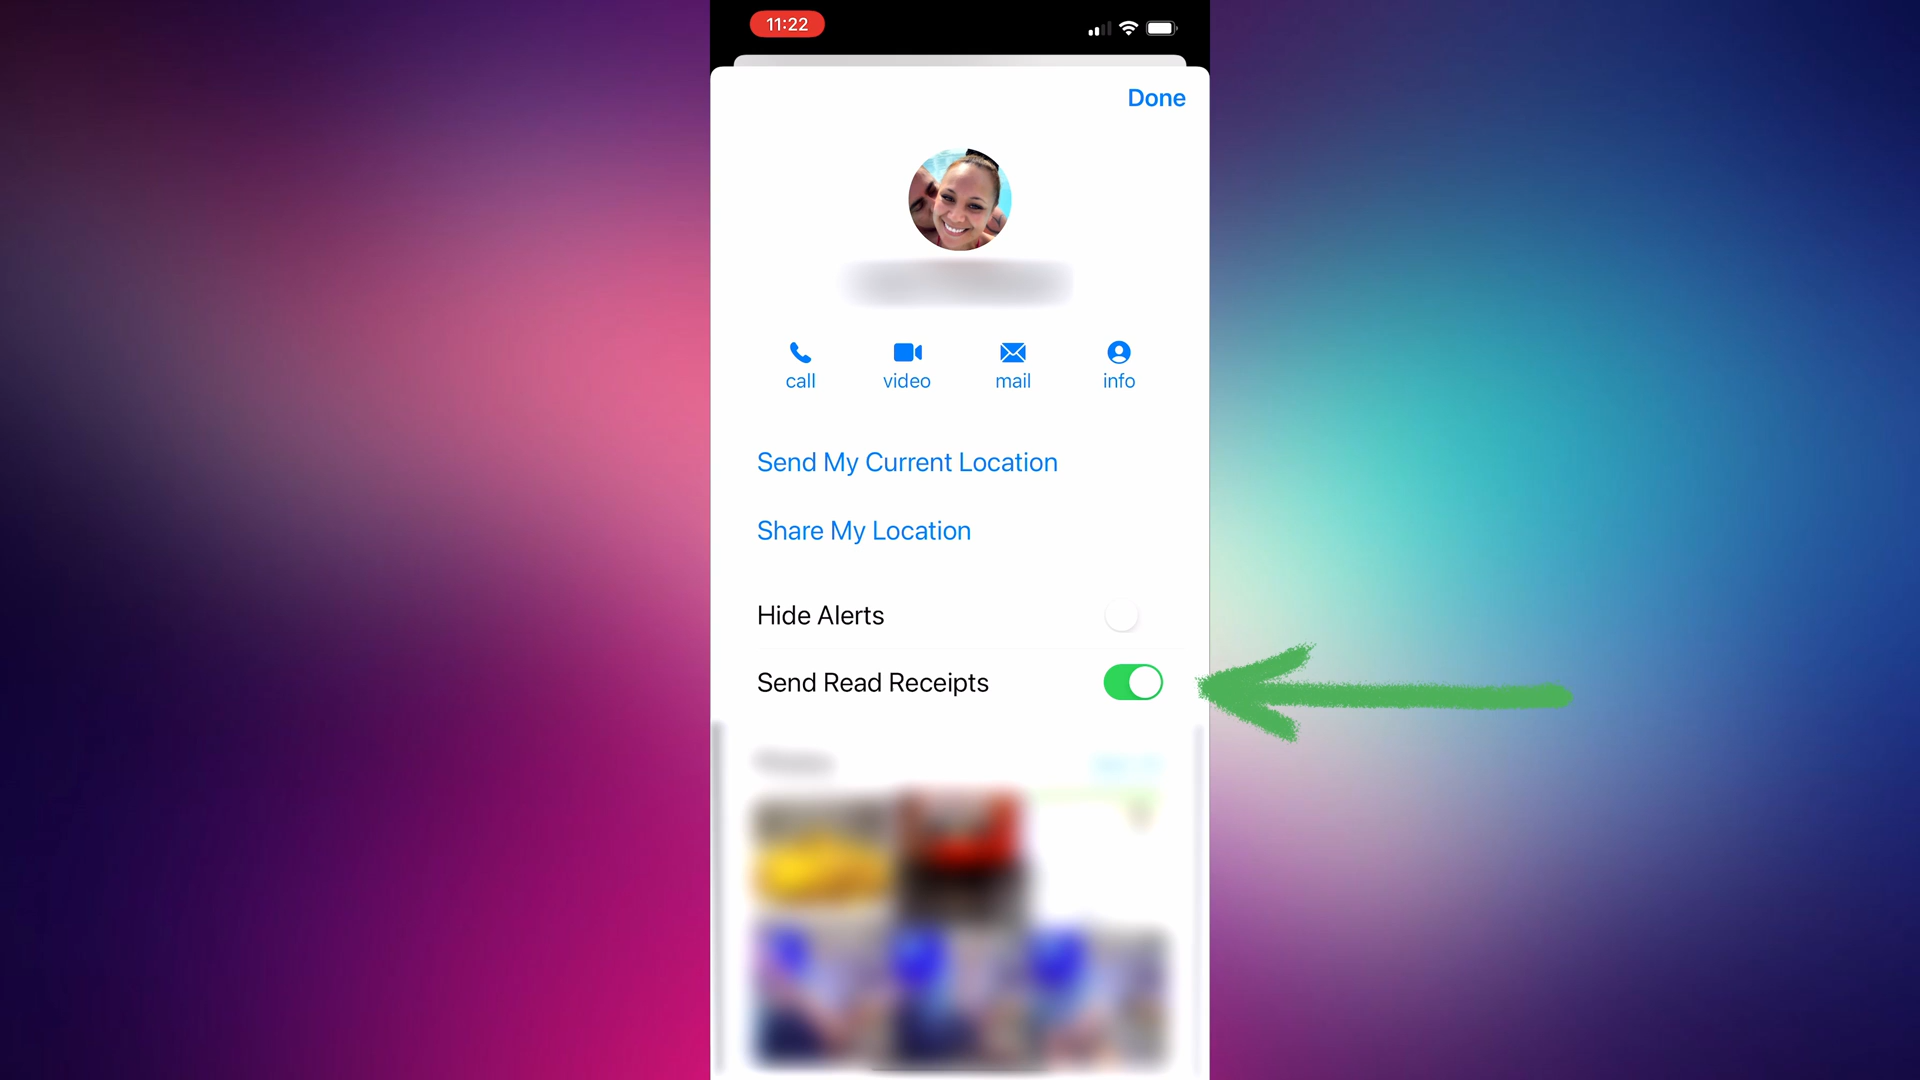 11:22
Done
call
video
mail
info
Send My Current Location
Share My Location
Hide Alerts
Send Read Receipts